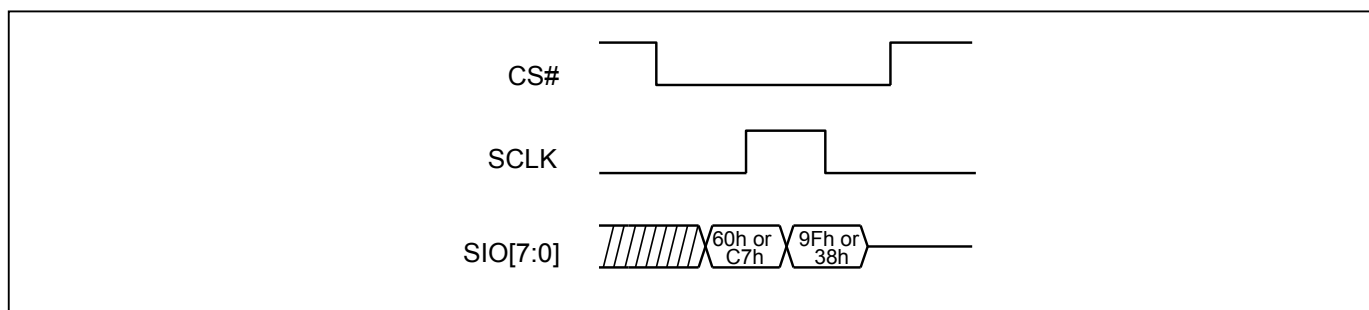 CS#
SCLK
SIO[7:0]
60h or
C7h
9Fh or
38h